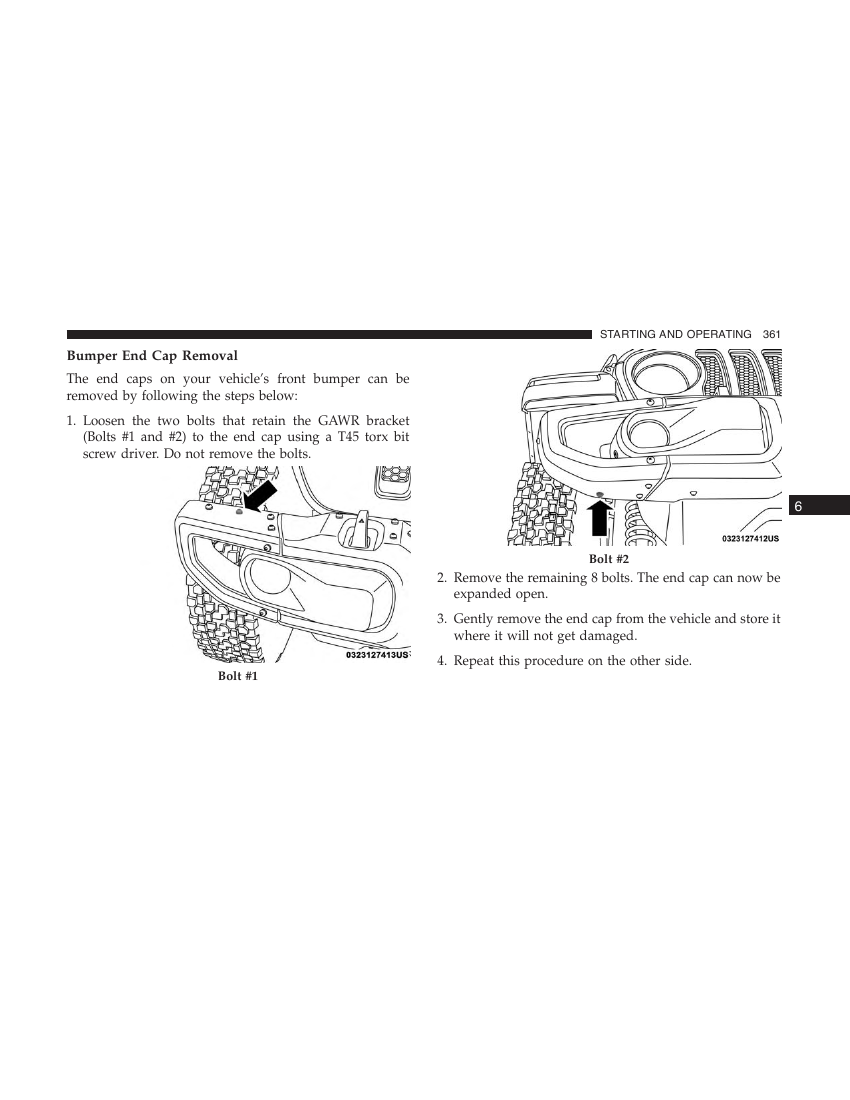 STARTING AND OPERATING 361
Bumper End Cap Removal
The end caps on your vehicle's front bumper can be
removed by following the steps below:
1. Loosen the two bolts that retain the GAWR bracket
(Bolts #1 and #2) to the end cap using a T45 torx bit
screw driver. Do not remove the bolts.
0323127413US
Bolt #1
0323127412US
Bolt #2
2. Remove the remaining 8 bolts. The end cap can now be
expanded open.
3. Gently remove the end cap from the vehicle and store it
where it will not get damaged.
4. Repeat this procedure on the other side.
6